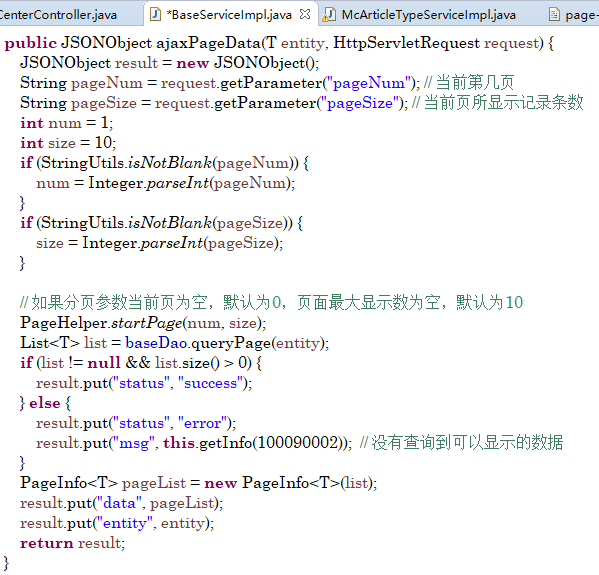 CenterController.java
*BaseServiceImpl.java
McArticleTypeServiceImpl.java
page-
public JSONObject ajaxPageData(T entity, HttpServletRequest request) {
JSONObject result = new JSONObject();
String pageNum = request.getParameter("pageNum"); // 当前第几页
String pageSize = request.getParameter("pageSize"); // 当前页所显示记录条数
int num = 1;
int size = 10;
if (StringUtils.isNotBlank(pageNum)) {
num = Integer.parseInt(pageNum);
}
if (StringUtils.isNotBlank(pageSize)) {
size = Integer.parseInt(pageSize);
}
// 如果分页参数当前页为空，默认为0，页面最大显示数为空，默认为10
PageHelper.startPage(num, size);
List<T> list = baseDao.queryPage(entity);
if (list != null && list.size() > 0) {
result.put("status", "success");
} else {
result.put("status", "error");
result.put("msg", this.getInfo(100090002)); // 没有查询到可以显示的数据
}
PageInfo<T> pageList = new PageInfo<T>(list);
result.put("data", pageList);
result.put("entity", entity);
return result;
}